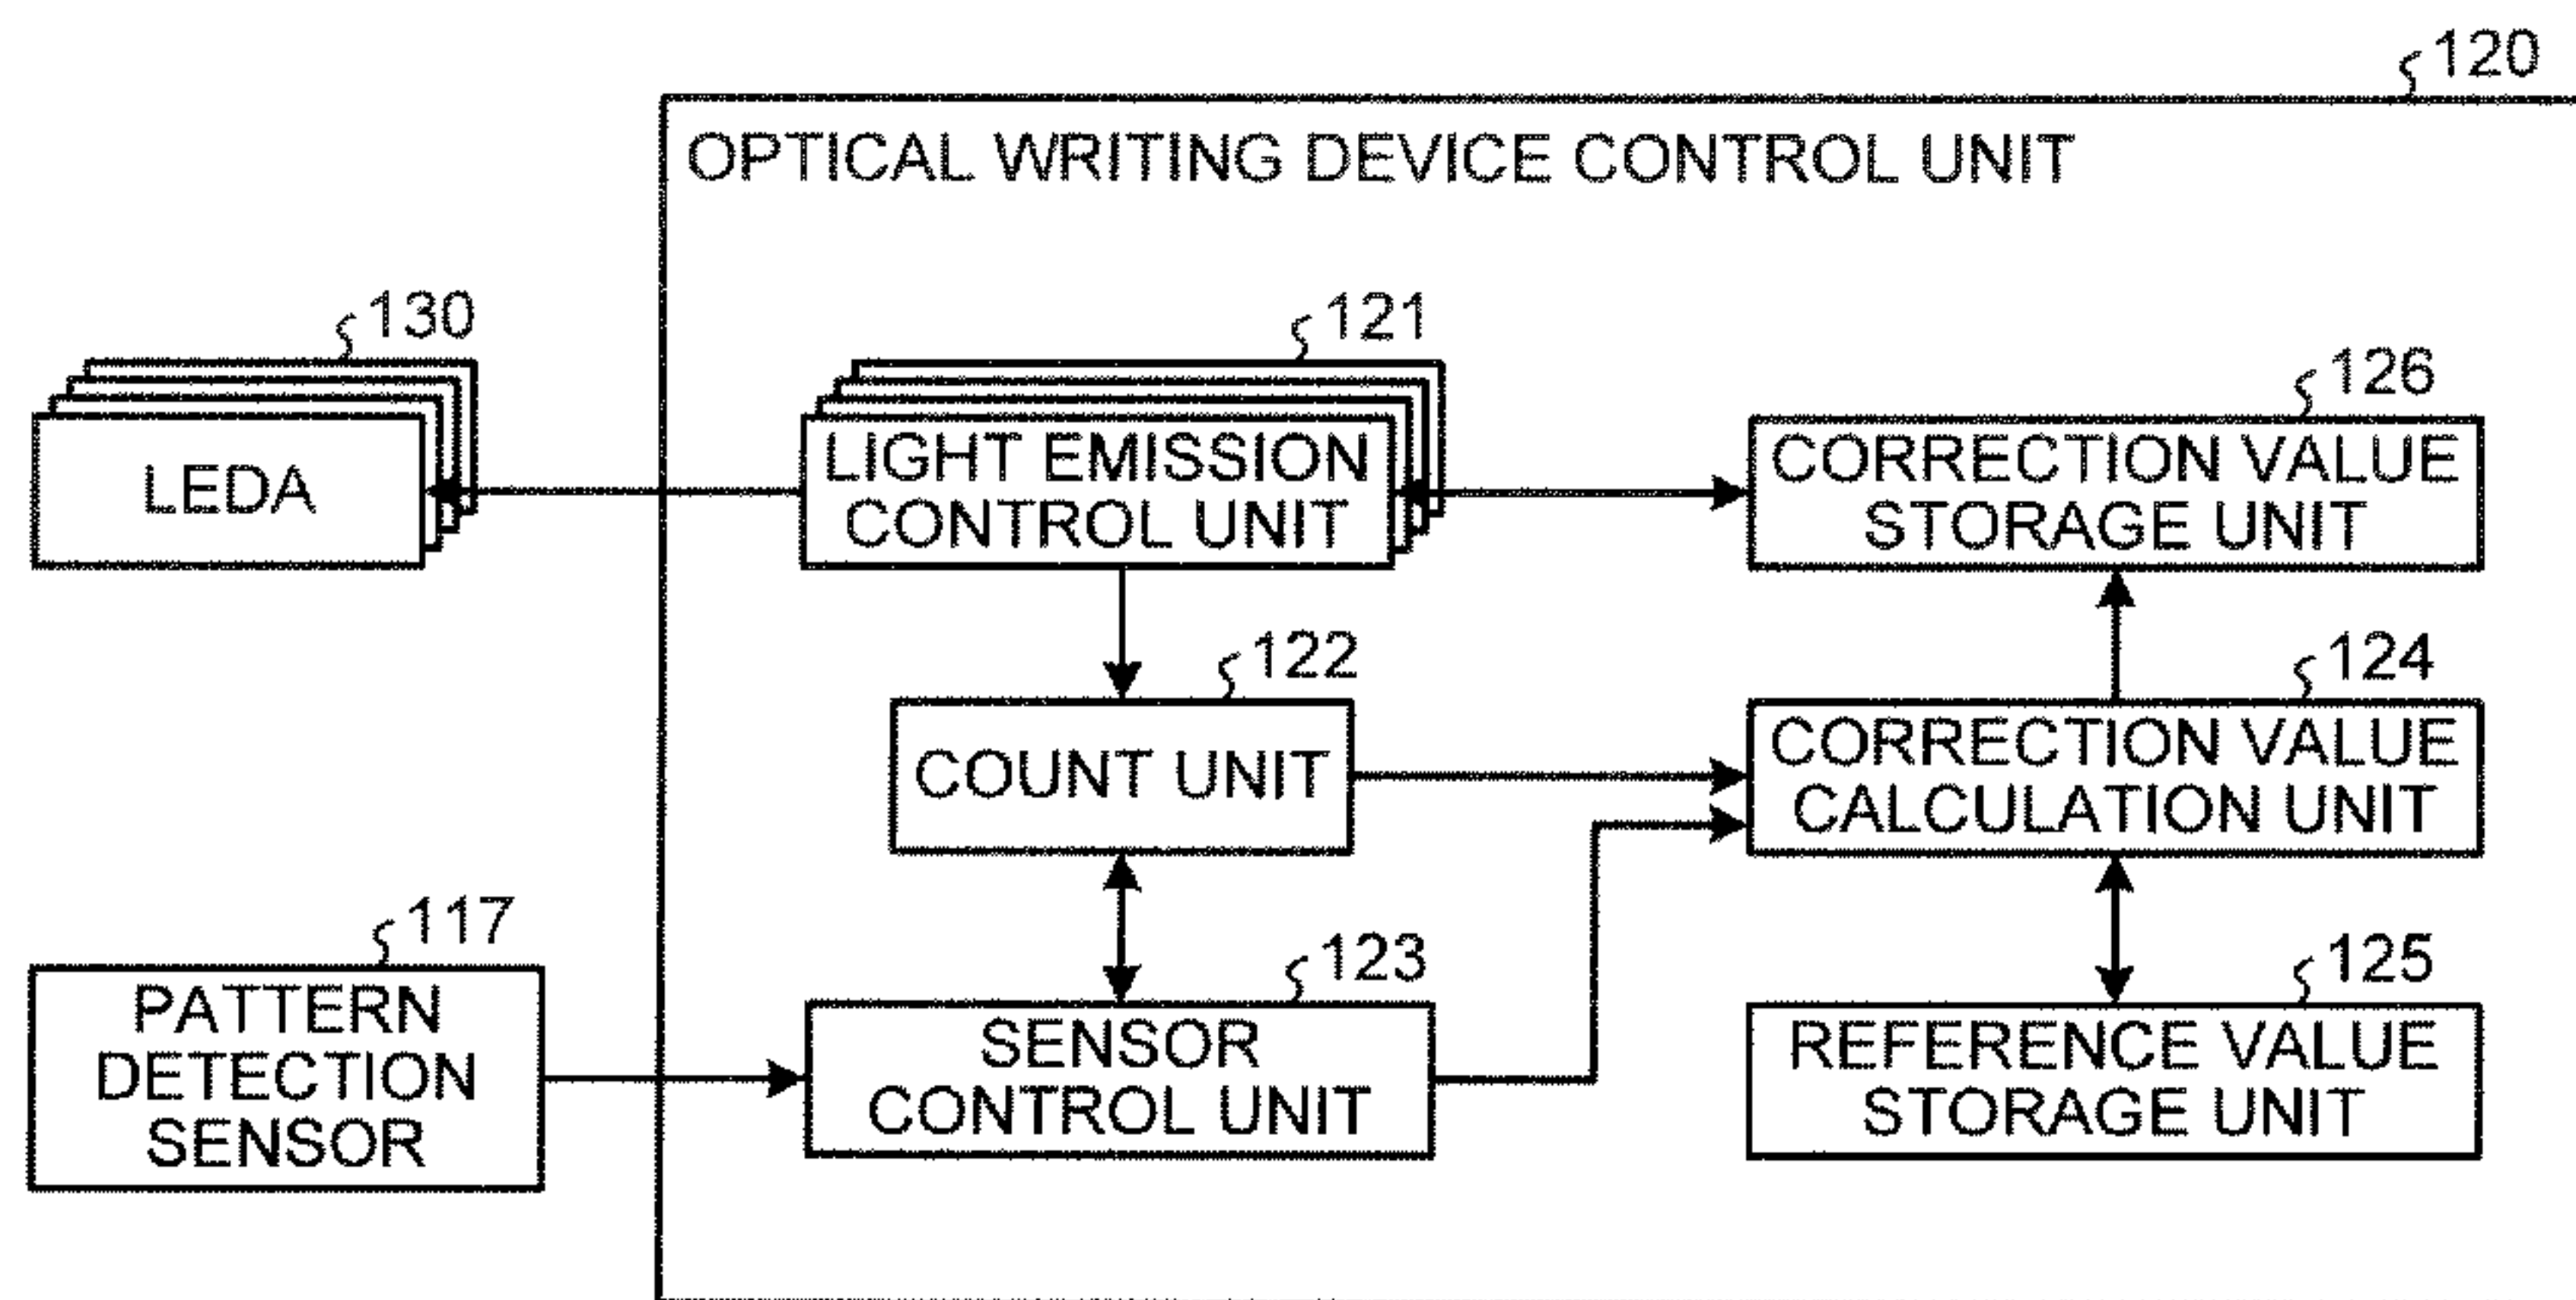 120
OPTICAL WRITING DEVICE CONTROL UNIT
130
121
126
LEDA
LIGHT EMISSION
CONTROL UNIT
CORRECTION VALUE
STORAGE UNIT
122
124
COUNT UNIT
CORRECTION VALUE
CALCULATION UNIT
117
123
125
PATTERN
DETECTION
SENSOR
SENSOR
CONTROL UNIT
REFERENCE VALUE
STORAGE UNIT